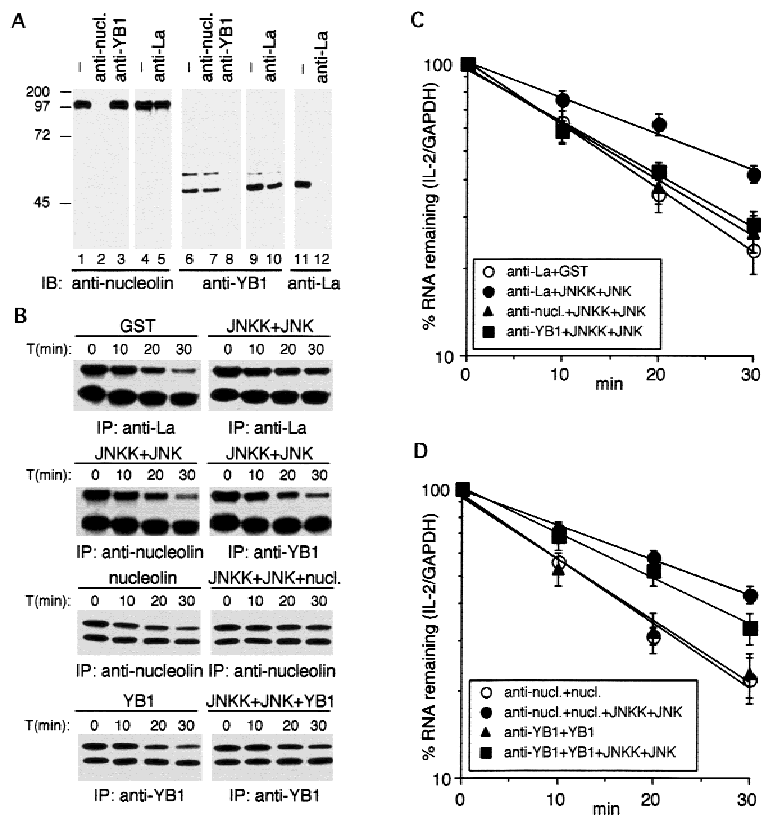 A
– anti-nucl. anti-YB1 – anti-La – anti-nucl. anti-YB1 – anti-La – anti-La
200
97
72
45
1 2 3 4 5 6 7 8 9 10 11 12
IB: anti-nucleolin anti-YB1 anti-La
B
GST JNKK+JNK
T(min): 0 10 20 30 0 10 20 30
IP: anti-La IP: anti-La
JNKK+JNK JNKK+JNK
T(min): 0 10 20 30 0 10 20 30
IP: anti-nucleolin IP: anti-YB1
nucleolin JNKK+JNK+nucl.
T(min): 0 10 20 30 0 10 20 30
IP: anti-nucleolin IP: anti-nucleolin
YB1 JNKK+JNK+YB1
T(min): 0 10 20 30 0 10 20 30
IP: anti-YB1 IP: anti-YB1
C
% RNA remaining (IL-2/GAPDH)
100
10
anti-La+GST
anti-La+JNKK+JNK
anti-nucl.+JNKK+JNK
anti-YB1+JNKK+JNK
0 10 20 30
min
D
% RNA remaining (IL-2/GAPDH)
100
10
anti-nucl.+nucl.
anti-nucl.+nucl.+JNKK+JNK
anti-YB1+YB1
anti-YB1+YB1+JNKK+JNK
0 10 20 30
min